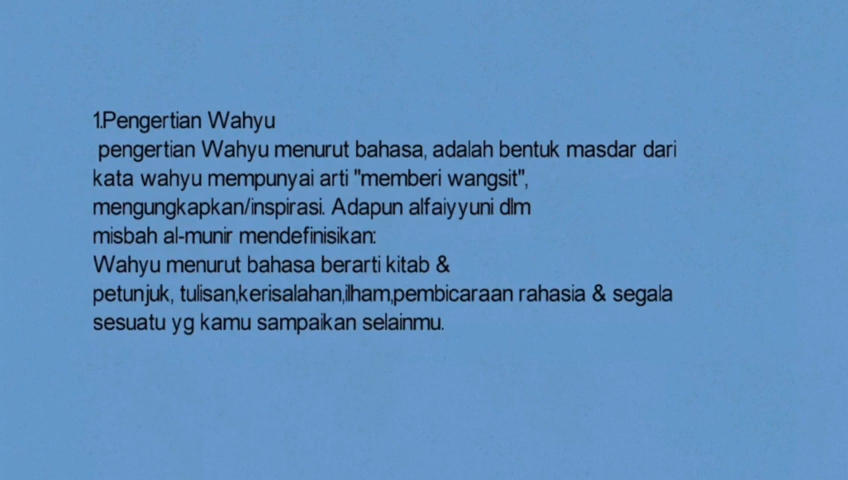 1.Pengertian Wahyu
pengertian Wahyu menurut bahasa, adalah bentuk masdar dari
kata wahyu mempunyai arti "memberi wangsit",
mengungkapkan/inspirasi. Adapun alfaiyyuni dlm
misbah al-munir mendefinisikan:
Wahyu menurut bahasa berarti kitab &
petunjuk, tulisan,kerisalahan,ilham,pembicaraan rahasia & segala
sesuatu yg kamu sampaikan selainmu.